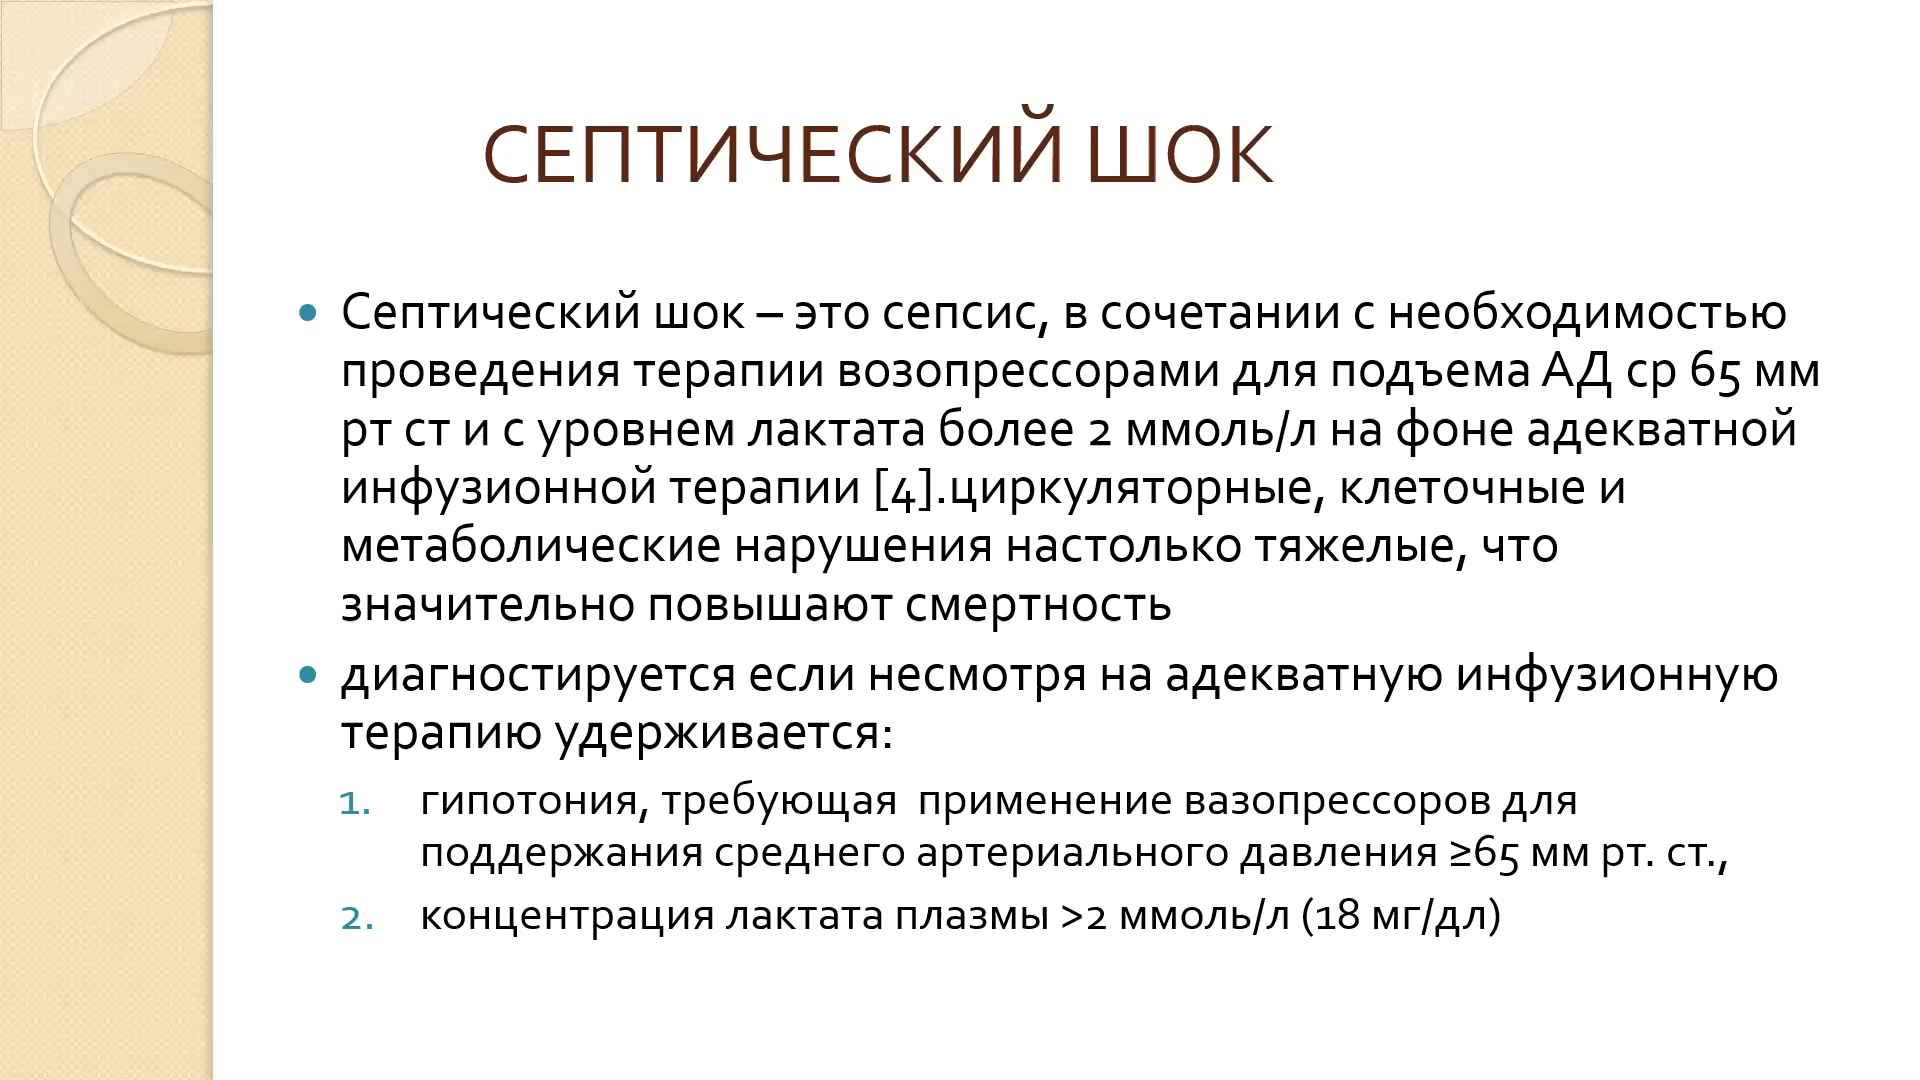 СЕПТИЧЕСКИЙ ШОК
• Септический шок – это сепсис, в сочетании с необходимостью
проведения терапии возопрессорами для подъема АД ср 65 мм
рт ст и с уровнем лактата более 2 ммоль/л на фоне адекватной
инфузионной терапии [4].циркуляторные, клеточные и
метаболические нарушения настолько тяжелые, что
значительно повышают смертность
• диагностируется если несмотря на адекватную инфузионную
терапию удерживается:
1. гипотония, требующая  применение вазопрессоров для
поддержания среднего артериального давления ≥65 мм рт. ст.,
2. концентрация лактата плазмы >2 ммоль/л (18 мг/дл)